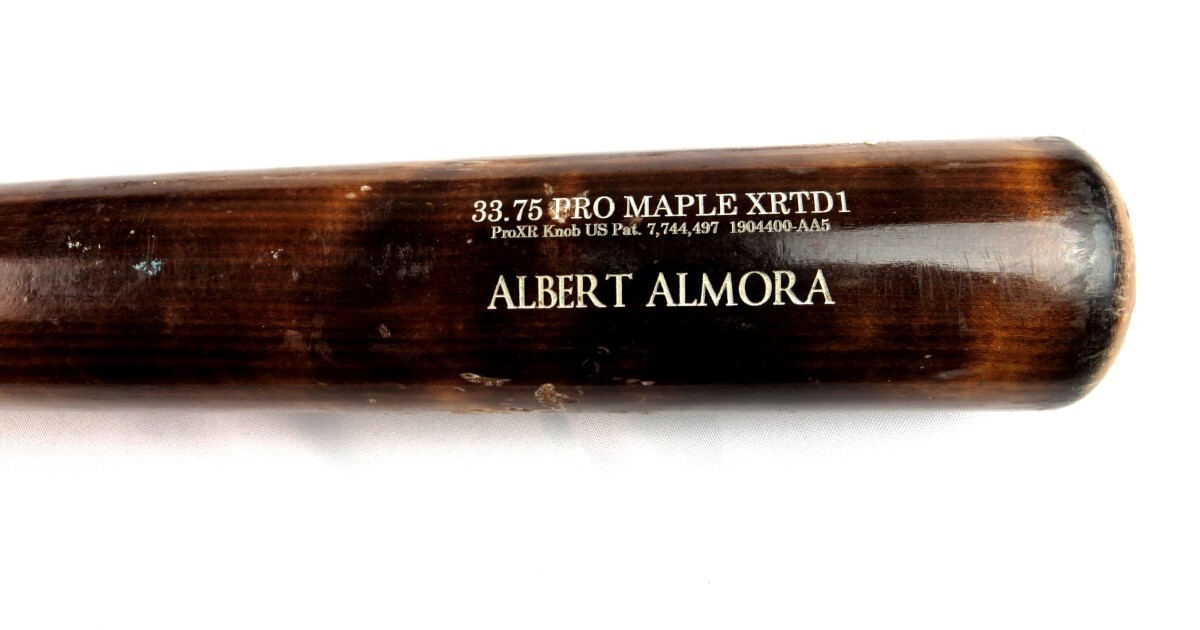 33.75 PRO MAPLE XRTD1
ProXR Knob US Pat. 7,744,497 1904400-AA5
ALBERT ALMORA